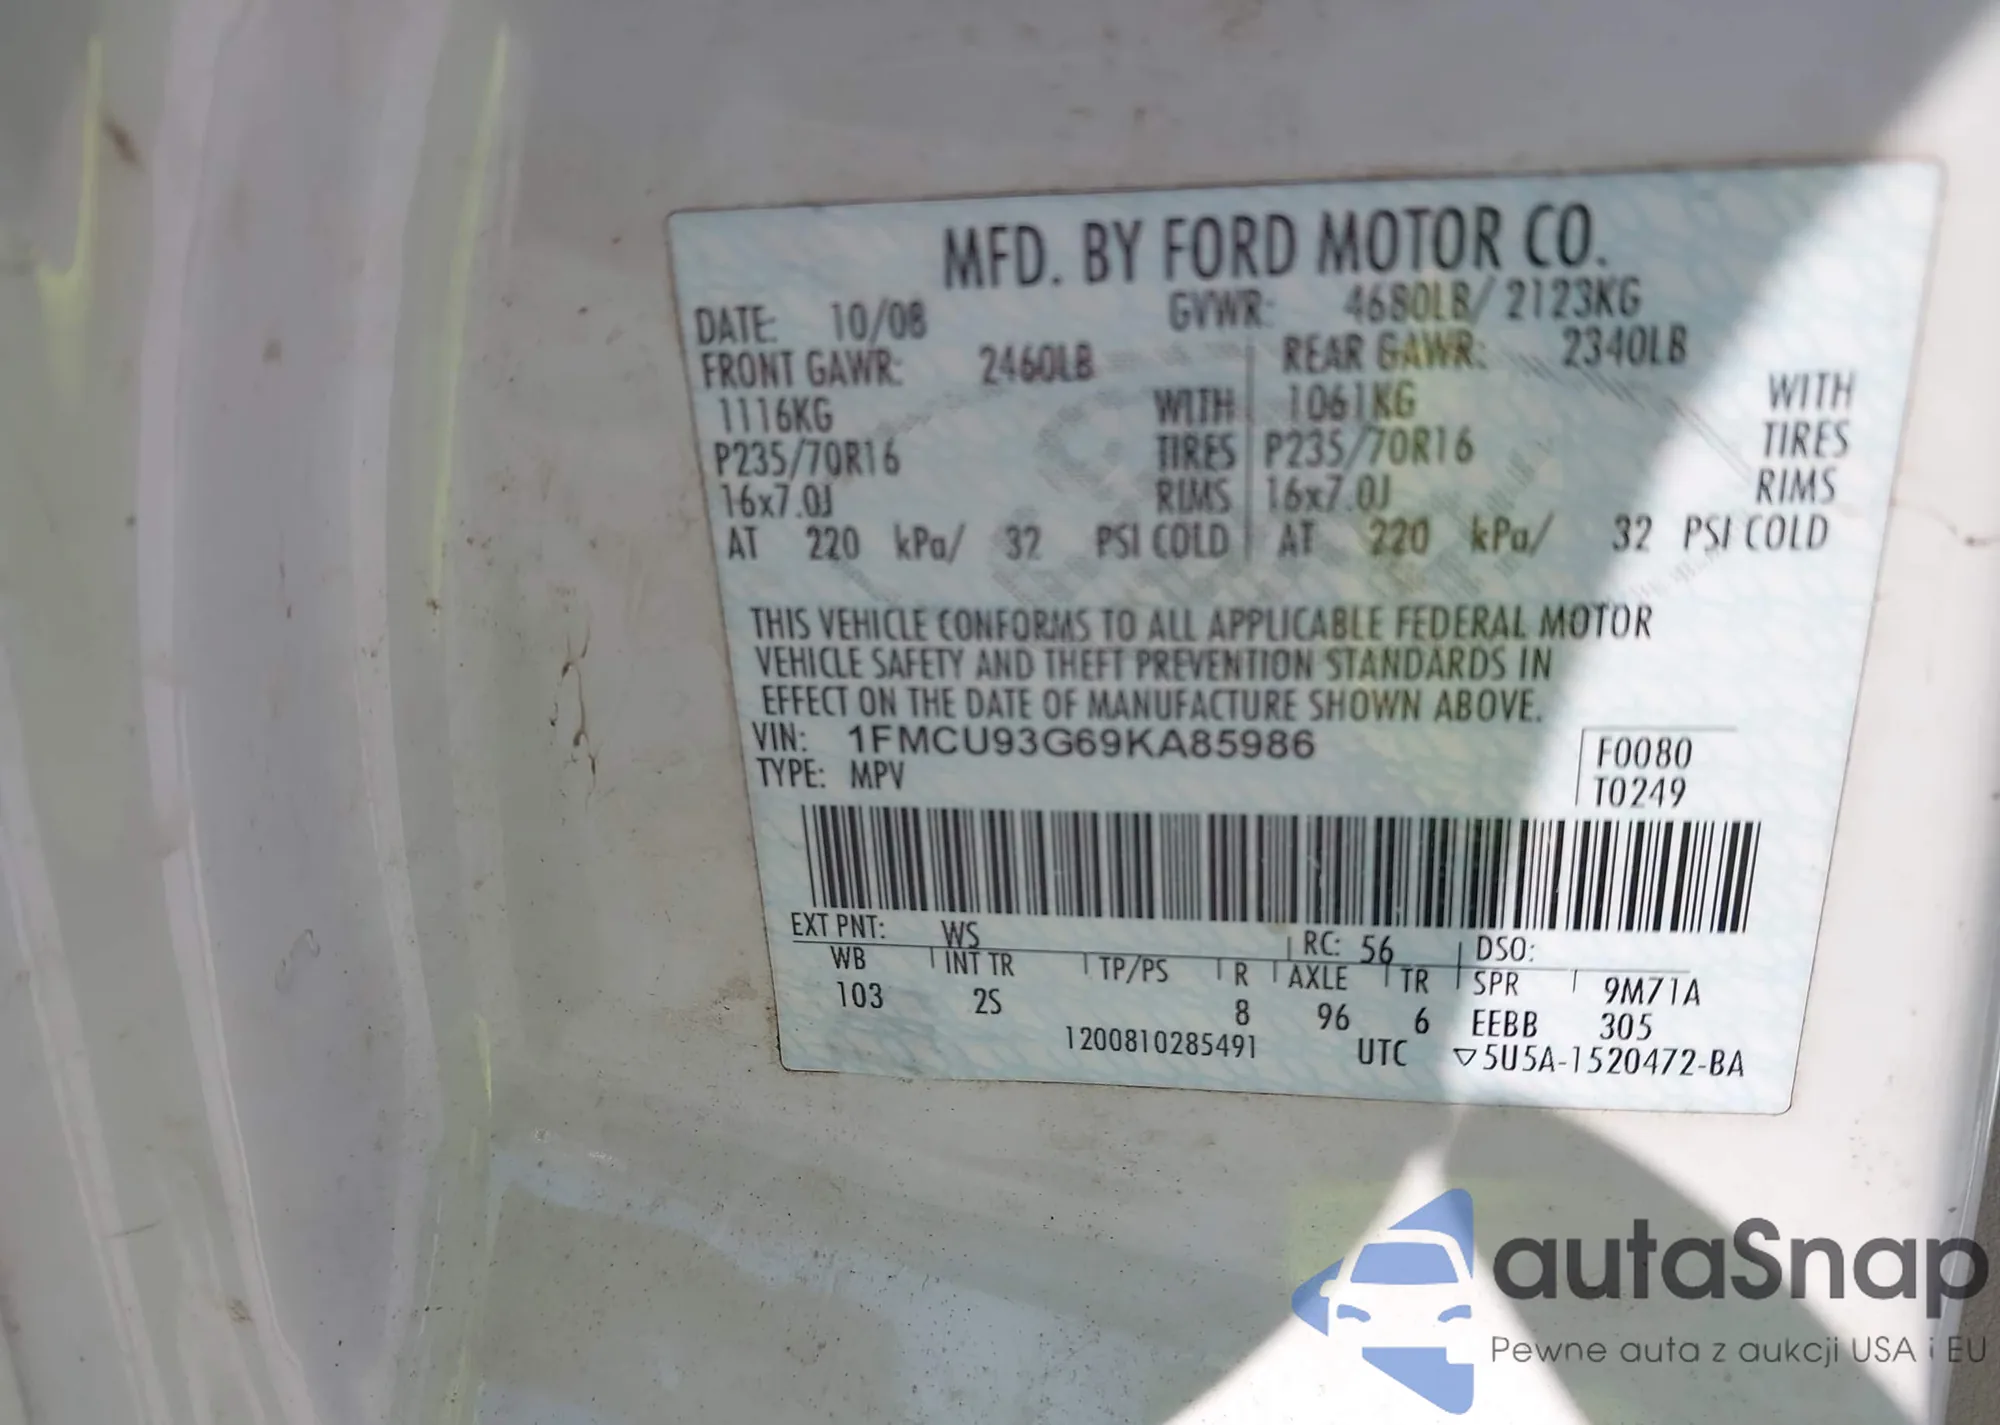 MFD. BY FORD MOTOR CO.
DATE: 10/08 GVWR: 4680LB/ 2123KG
FRONT GAWR: 2460LB REAR GAWR: 2340LB
1116KG WITH 1061KG WITH
P235/70R16 TIRES P235/70R16 TIRES
16x7.0J RIMS 16x7.0J RIMS
AT 220 kPa/ 32 PSI COLD AT 220 kPa/ 32 PSI COLD
THIS VEHICLE CONFORMS TO ALL APPLICABLE FEDERAL MOTOR
VEHICLE SAFETY AND THEFT PREVENTION STANDARDS IN
EFFECT ON THE DATE OF MANUFACTURE SHOWN ABOVE.
VIN: 1FMCU93G69KA85986 F0080
TYPE: MPV T0249
EXT PNT: WS RC: 56 DSO:
WB INT TR TP/PS R AXLE TR SPR 9M71A
103 2S 8 96 6 EEBB 305
1200810285491 UTC ▽5U5A-1520472-BA
autaSnap
Pewne auta z aukcji USA i EU